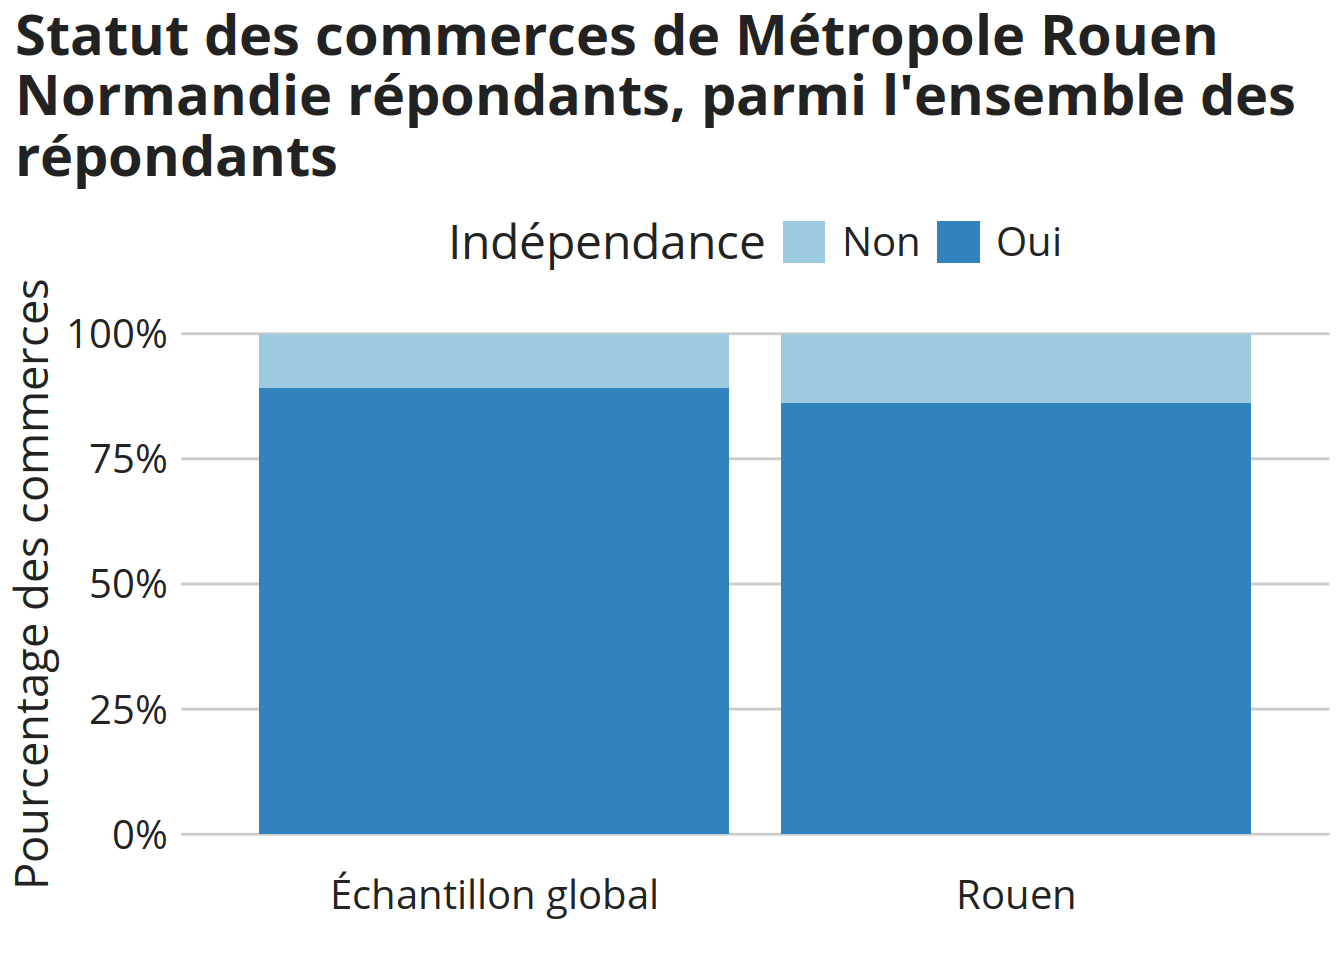 Statut des commerces de Métropole Rouen
Normandie répondants, parmi l'ensemble des
répondants
Indépendance Non Oui
Pourcentage des commerces
100%
75%
50%
25%
0%
Échantillon global Rouen